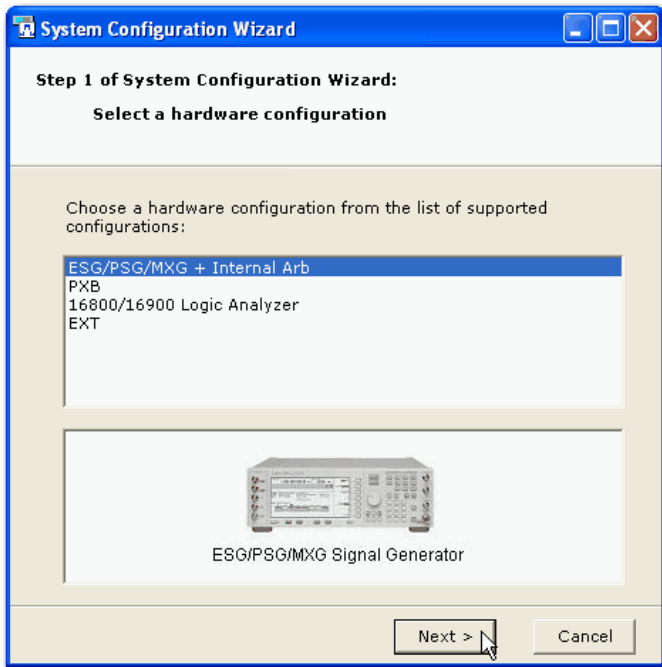 System Configuration Wizard
Step 1 of System Configuration Wizard:
Select a hardware configuration
Choose a hardware configuration from the list of supported
configurations:
ESG/PSG/MXG + Internal Arb
PXB
16800/16900 Logic Analyzer
EXT
ESG/PSG/MXG Signal Generator
Next >
Cancel